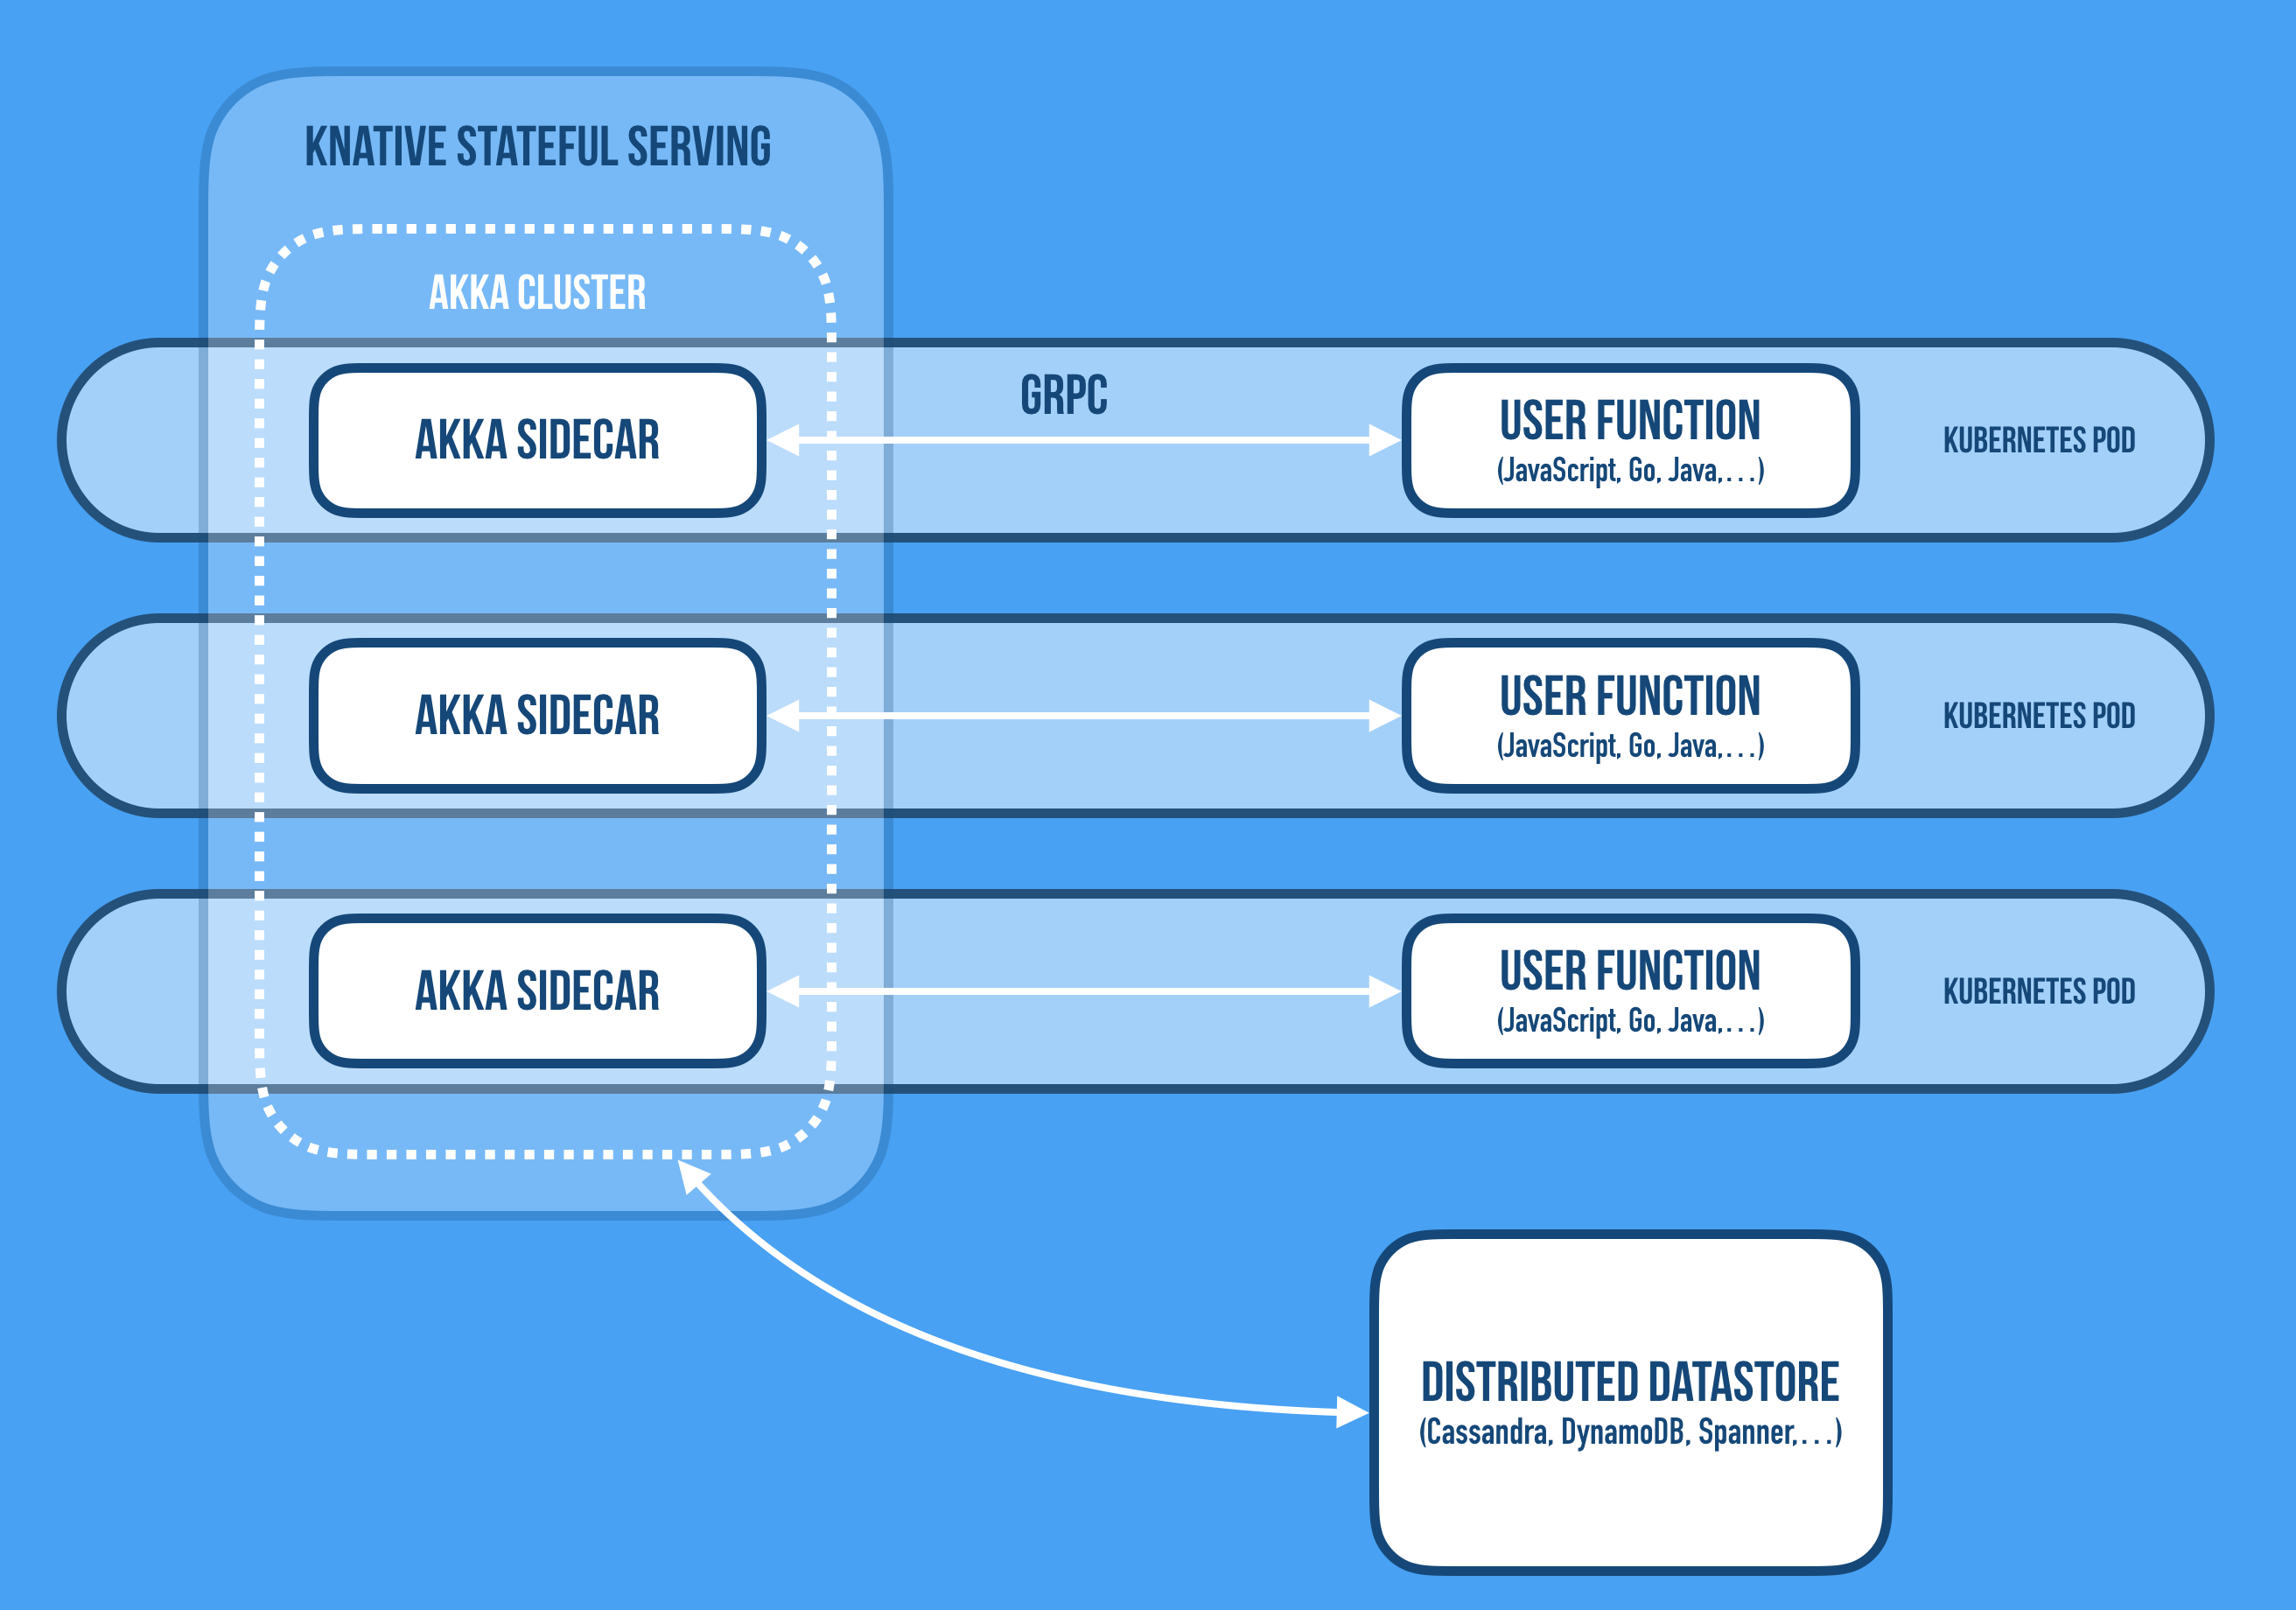 KNATIVE STATEFUL SERVING
AKKA CLUSTER
AKKA SIDECAR
GRPC
USER FUNCTION
(JavaScript, Go, Java,...)
KUBERNETES POD
AKKA SIDECAR
USER FUNCTION
(JavaScript, Go, Java,...)
KUBERNETES POD
AKKA SIDECAR
USER FUNCTION
(JavaScript, Go, Java,...)
KUBERNETES POD
DISTRIBUTED DATASTORE
(Cassandra, DynamoDB, Spanner,...)